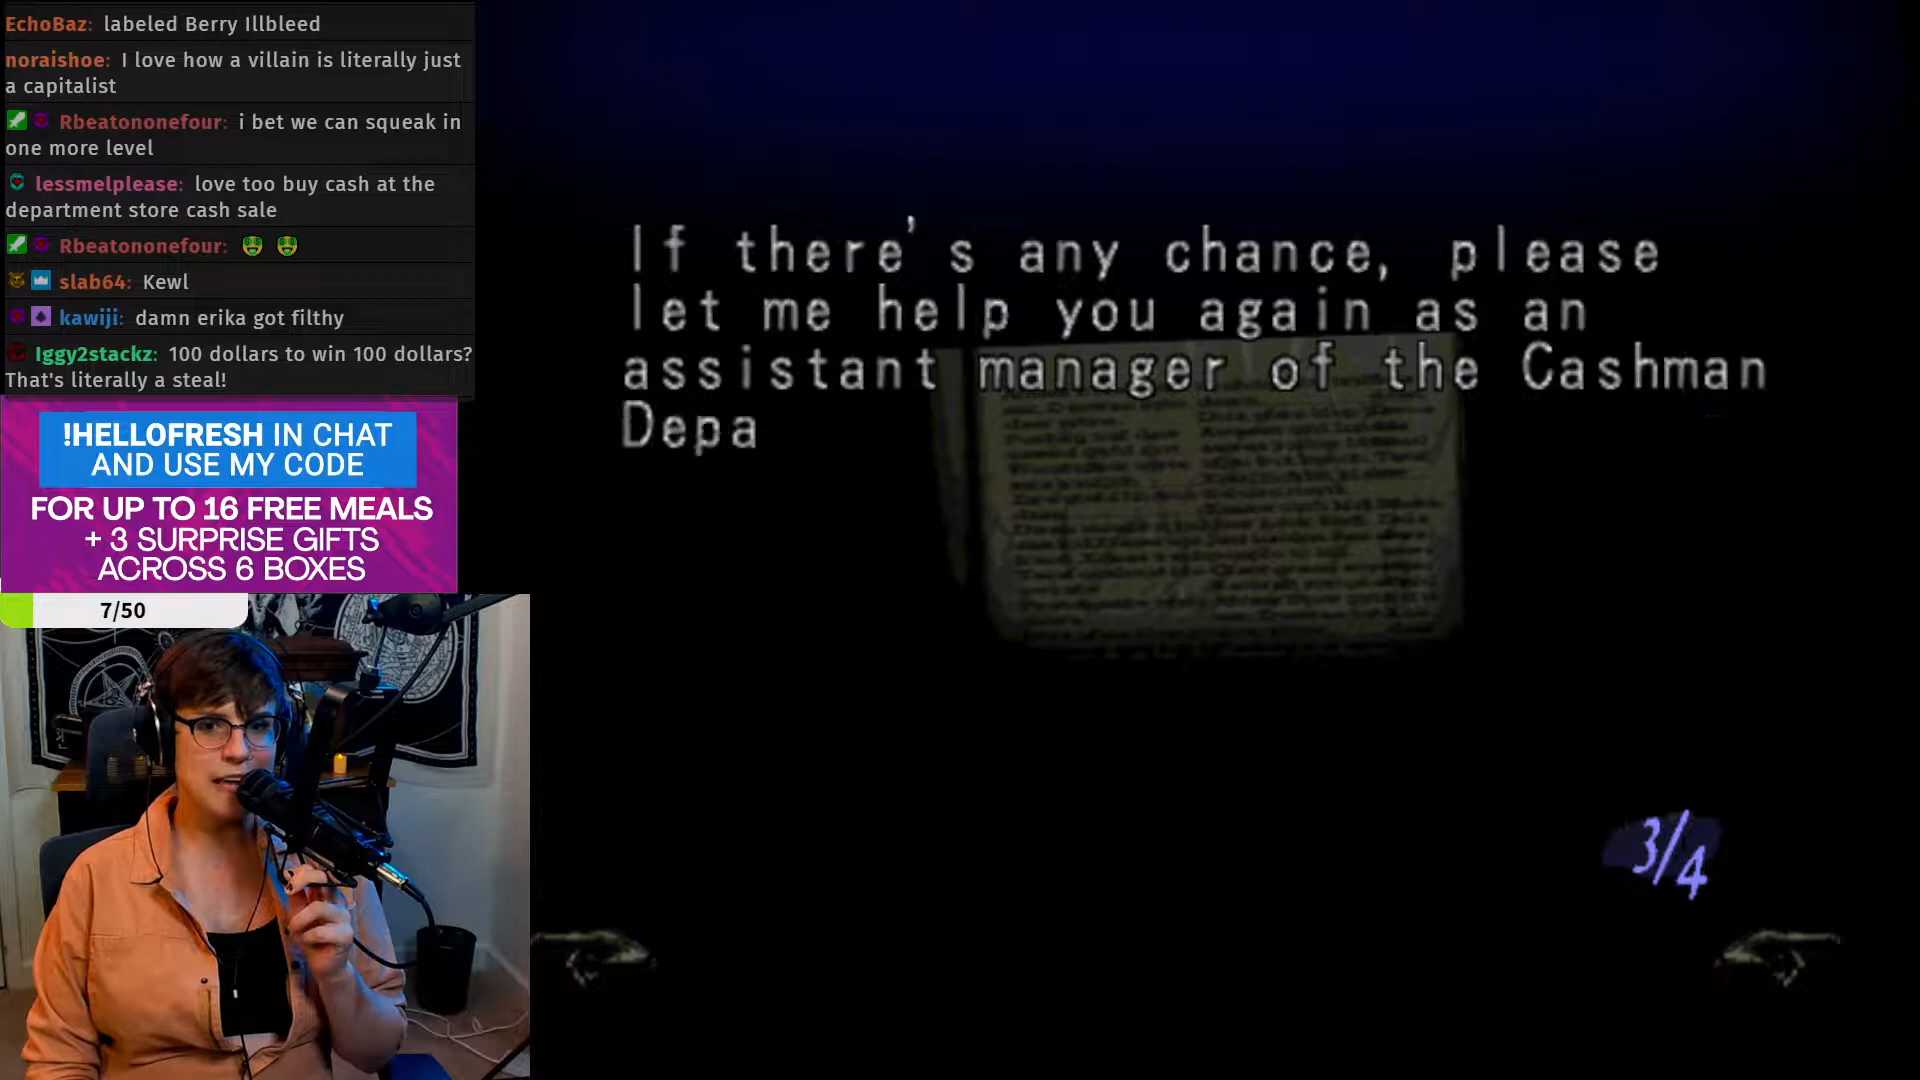 EchoBaz: labeled Berry Illbleed
noraishoe: I love how a villain is literally just
a capitalist
Rbeatononefour: i bet we can squeak in
one more level
lessmelplease: love too buy cash at the
department store cash sale
Rbeatononefour: 🤑 🤑
slab64: Kewl
kawiji: damn erika got filthy
Iggy2stackz: 100 dollars to win 100 dollars?
That's literally a steal!
!HELLOFRESH IN CHAT
AND USE MY CODE
FOR UP TO 16 FREE MEALS
+ 3 SURPRISE GIFTS
ACROSS 6 BOXES
7/50
If there's any chance, please
let me help you again as an
assistant manager of the Cashman
Depa
3/4